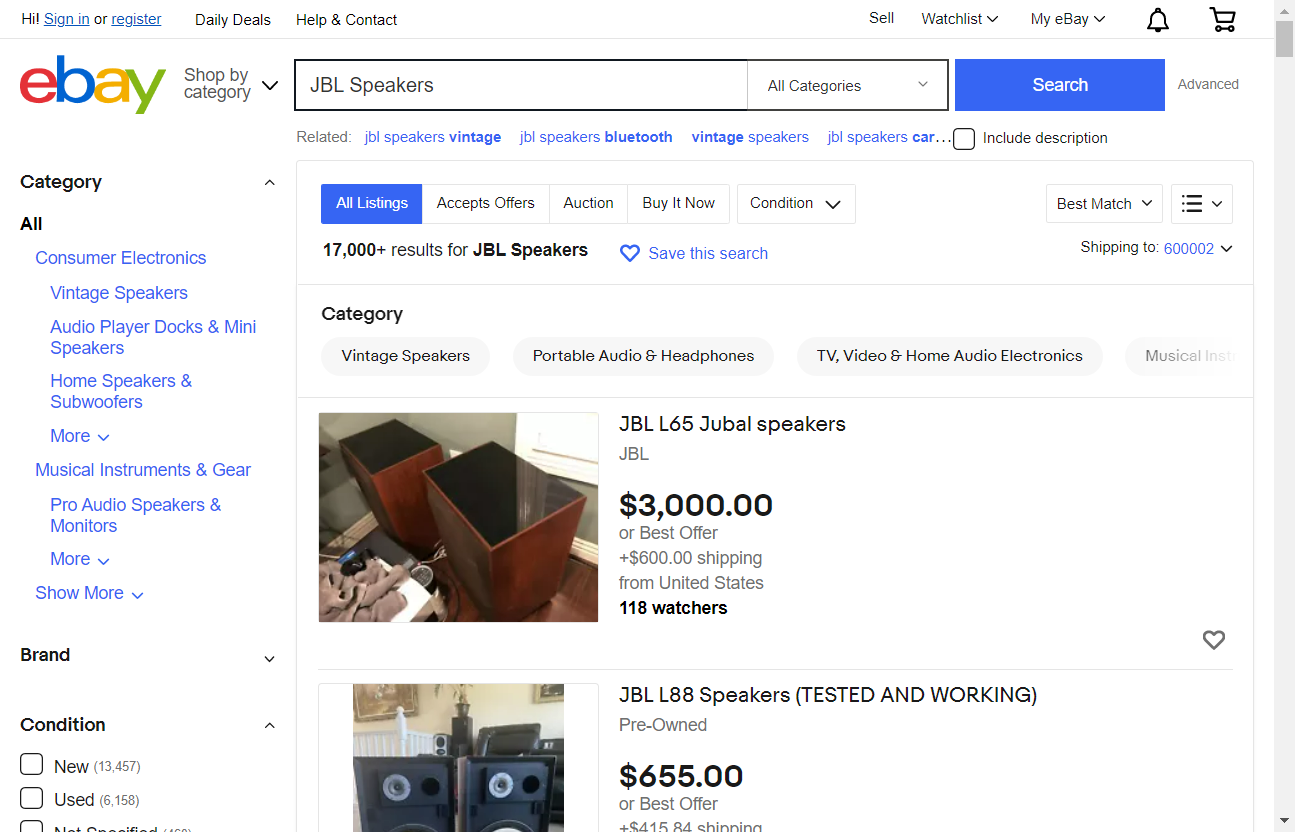 Hi! Sign in or register
Daily Deals
Help & Contact
Sell
Watchlist
My eBay
ebay
Shop by
category
JBL Speakers
All Categories
Search
Advanced
Related: jbl speakers vintage jbl speakers bluetooth vintage speakers jbl speakers car...
Include description
Category
All
Consumer Electronics
Vintage Speakers
Audio Player Docks & Mini
Speakers
Home Speakers &
Subwoofers
More
Musical Instruments & Gear
Pro Audio Speakers &
Monitors
More
Show More
Brand
Condition
New (13,457)
Used (6,158)
Not Specified (460)
All Listings
Accepts Offers
Auction
Buy It Now
Condition
Best Match
17,000+ results for JBL Speakers
Save this search
Shipping to: 600002
Category
Vintage Speakers
Portable Audio & Headphones
TV, Video & Home Audio Electronics
Musical Inst
JBL L65 Jubal speakers
JBL
$3,000.00
or Best Offer
+$600.00 shipping
from United States
118 watchers
JBL L88 Speakers (TESTED AND WORKING)
Pre-Owned
$655.00
or Best Offer
+$415.84 shipping